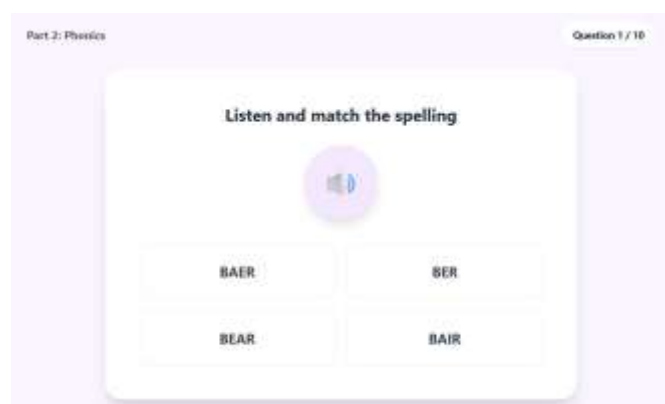 Part 2: Phonics
Question 1 / 10
Listen and match the spelling
BAER
BER
BEAR
BAIR